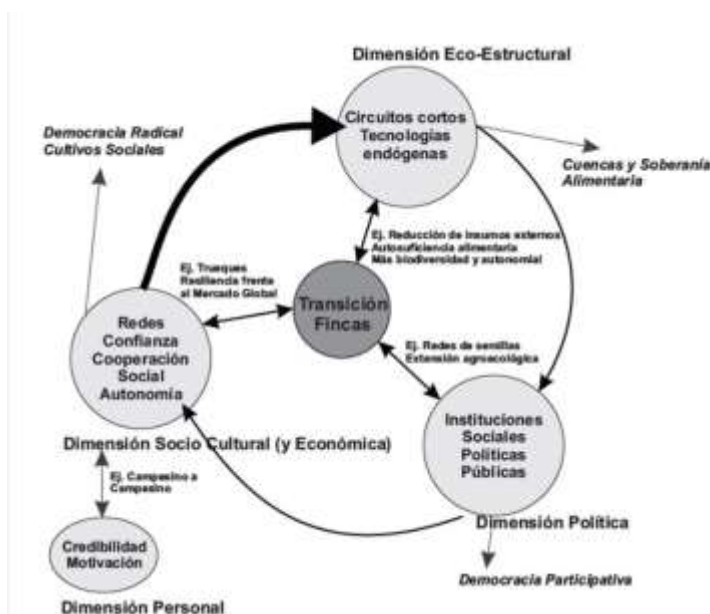 Dimensión Eco-Estructural
Circuitos cortos
Tecnologías
endógenas
Democracia Radical
Cultivos Sociales
Cuencas y Soberanía
Alimentaria
Ej. Reducción de insumos externos
Autosuficiencia alimentaria
Más biodiversidad y autonomial
Ej. Trueques
Resiliencia frente
al Mercado Global
Transición
Fincas
Redes
Confianza
Cooperación
Social
Autonomía
Ej. Redes de semillas
Extensión agroecológica
Instituciones
Sociales
Políticas
Públicas
Dimensión Socio Cultural (y Económica)
Ej. Campesino a
Campesino
Dimensión Política
Credibilidad
Motivación
Democracia Participativa
Dimensión Personal